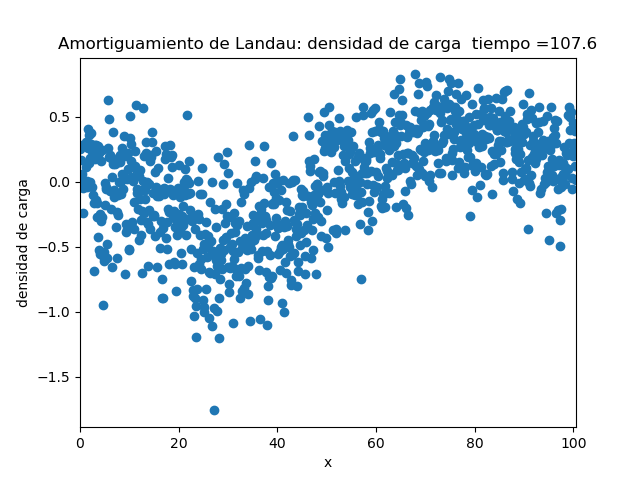 Amortiguamiento de Landau: densidad de carga  tiempo =107.6
densidad de carga
0.5
0.0
−0.5
−1.0
−1.5
0 20 40 60 80 100
x